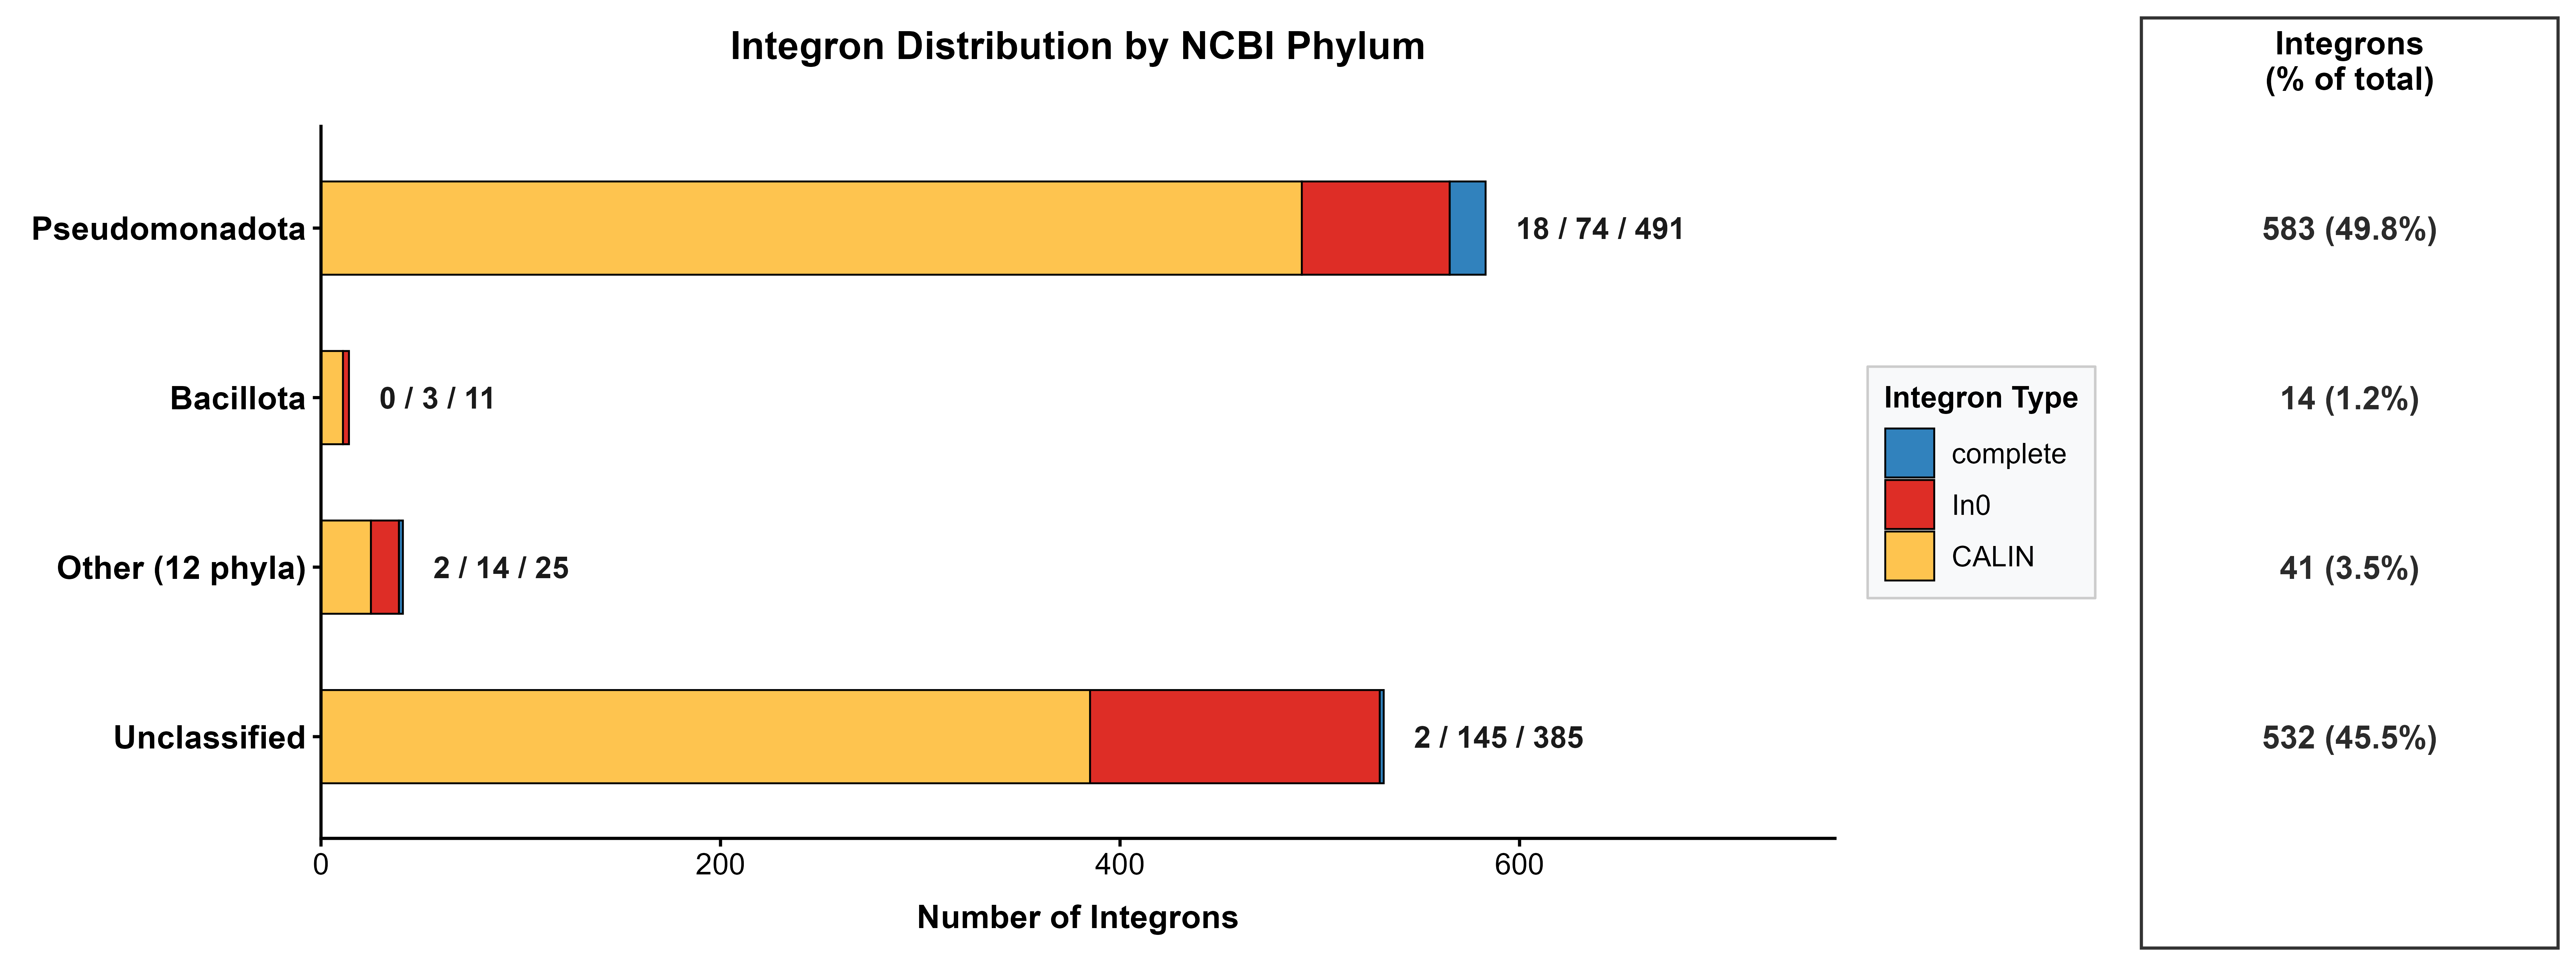 Integron Distribution by NCBI Phylum
Integrons
(% of total)
Pseudomonadota
18 / 74 / 491
583 (49.8%)
Bacillota
0 / 3 / 11
14 (1.2%)
Integron Type
complete
In0
CALIN
Other (12 phyla)
2 / 14 / 25
41 (3.5%)
Unclassified
2 / 145 / 385
532 (45.5%)
0
200
400
600
Number of Integrons